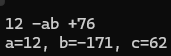 12 -ab +76
a=12, b=-171, c=62